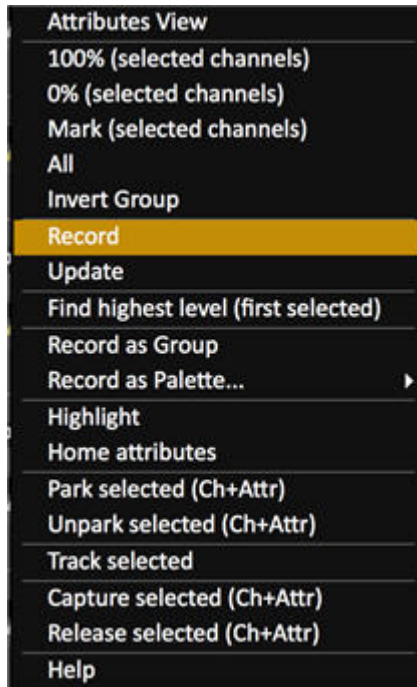 Attributes View
100% (selected channels)
0% (selected channels)
Mark (selected channels)
All
Invert Group
Record
Update
Find highest level (first selected)
Record as Group
Record as Palette...
Highlight
Home attributes
Park selected (Ch+Attr)
Unpark selected (Ch+Attr)
Track selected
Capture selected (Ch+Attr)
Release selected (Ch+Attr)
Help